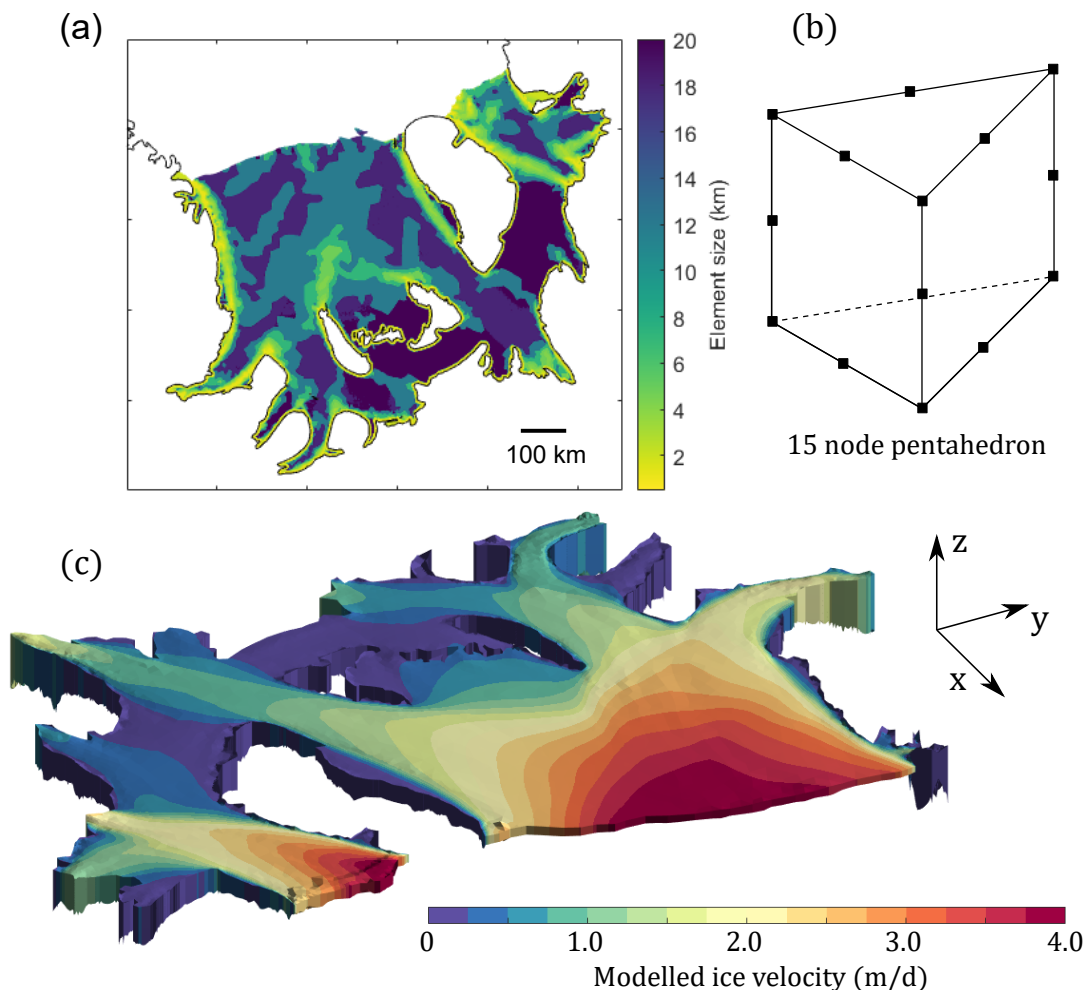 (a)
20
18
16
14
12
10
8
6
4
2
Element size (km)
100 km
(b)
15 node pentahedron
(c)
z
y
x
0 1.0 2.0 3.0 4.0
Modelled ice velocity (m/d)